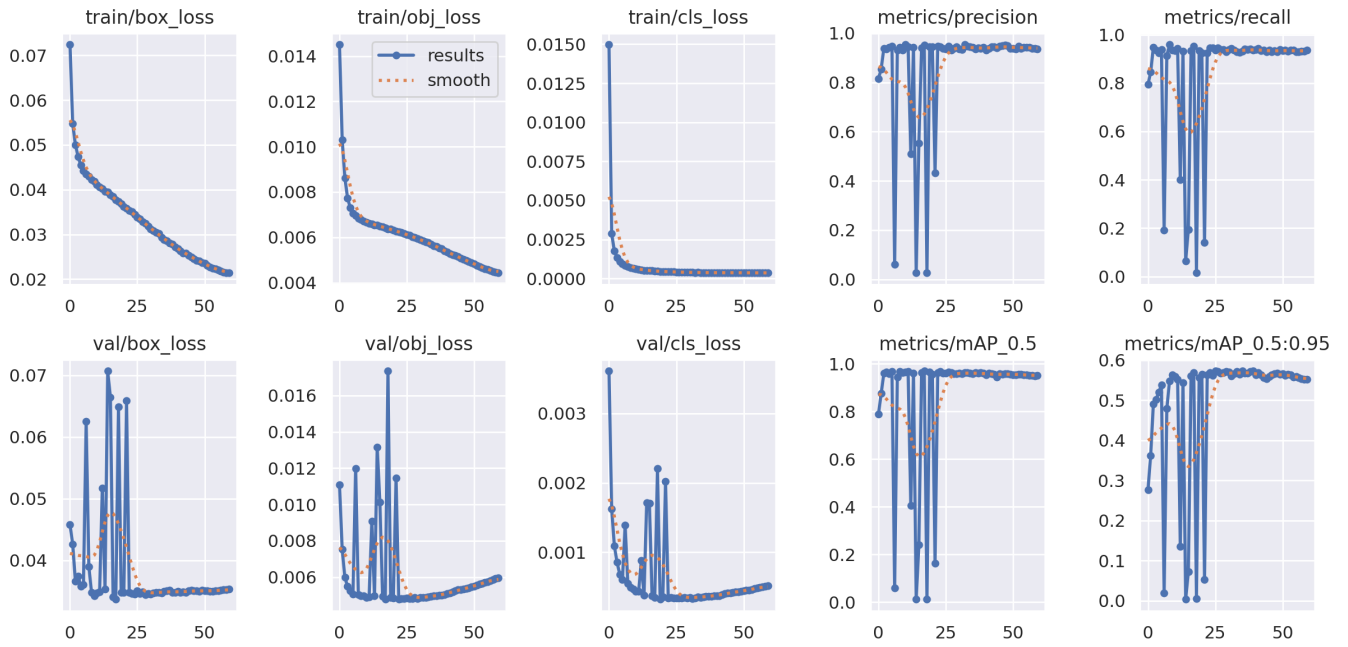 train/box_loss
train/obj_loss
train/cls_loss
metrics/precision
metrics/recall
0.07
0.06
0.05
0.04
0.03
0.02
0 25 50
0.014
0.012
0.010
0.008
0.006
0.004
0 25 50
results
smooth
0.0150
0.0125
0.0100
0.0075
0.0050
0.0025
0.0000
0 25 50
1.0
0.8
0.6
0.4
0.2
0.0
0 25 50
1.0
0.8
0.6
0.4
0.2
0.0
0 25 50
val/box_loss
val/obj_loss
val/cls_loss
metrics/mAP_0.5
metrics/mAP_0.5:0.95
0.07
0.06
0.05
0.04
0 25 50
0.016
0.014
0.012
0.010
0.008
0.006
0 25 50
0.003
0.002
0.001
0 25 50
1.0
0.8
0.6
0.4
0.2
0.0
0 25 50
0.6
0.5
0.4
0.3
0.2
0.1
0.0
0 25 50